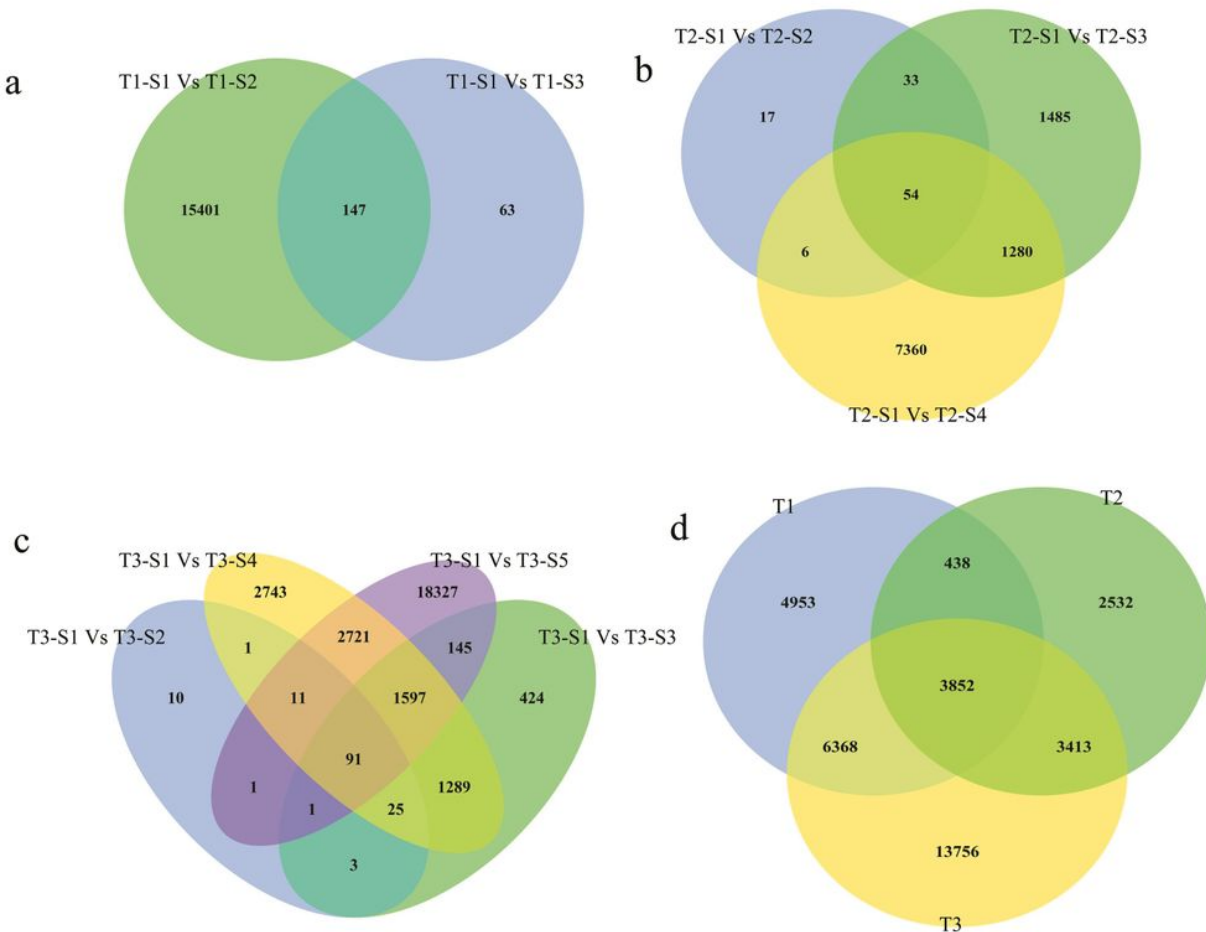 a
T1-S1 Vs T1-S2
T1-S1 Vs T1-S3
15401
147
63
b
T2-S1 Vs T2-S2
T2-S1 Vs T2-S3
33
17
1485
54
6
1280
7360
T2-S1 Vs T2-S4
c
T3-S1 Vs T3-S4
T3-S1 Vs T3-S5
2743
18327
T3-S1 Vs T3-S2
T3-S1 Vs T3-S3
1
2721
145
10
11
1597
424
91
1
1
25
1289
3
d
T1
T2
438
4953
2532
3852
6368
3413
13756
T3